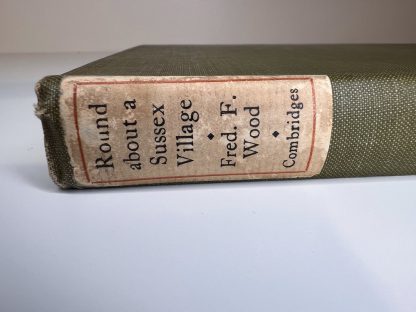 Round
about a
Sussex
Village
♦
Fred. F.
Wood
♦
Combridges